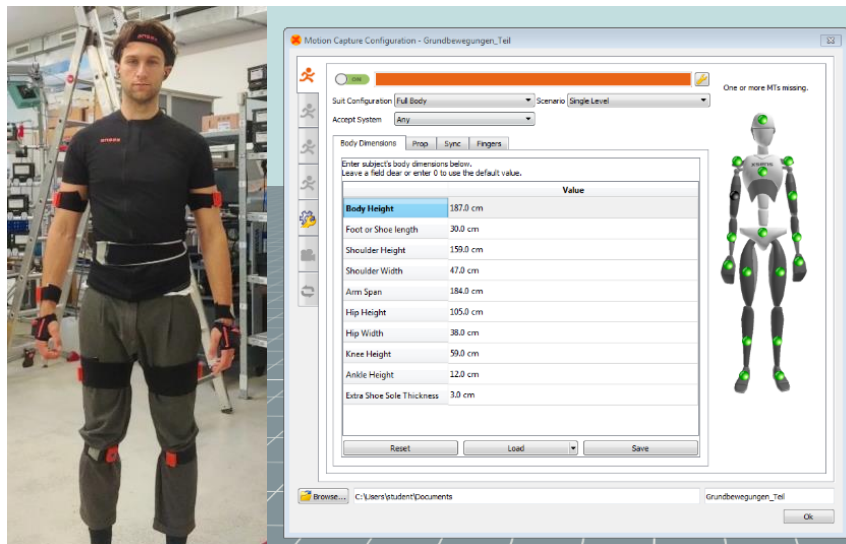 xsens
xsens
Motion Capture Configuration - Grundbewegungen_Teil
ON
Suit Configuration Full Body Scenario Single Level
Accept System Any
One or more MTs missing.
Body Dimensions Prop Sync Fingers
Enter subject's body dimensions below.
Leave a field clear or enter 0 to use the default value.
Value
Body Height 187.0 cm
Foot or Shoe length 30.0 cm
Shoulder Height 159.0 cm
Shoulder Width 47.0 cm
Arm Span 184.0 cm
Hip Height 105.0 cm
Hip Width 38.0 cm
Knee Height 59.0 cm
Ankle Height 12.0 cm
Extra Shoe Sole Thickness 3.0 cm
Reset Load Save
Browse... C:\Users\student\Documents Grundbewegungen_Teil
Ok